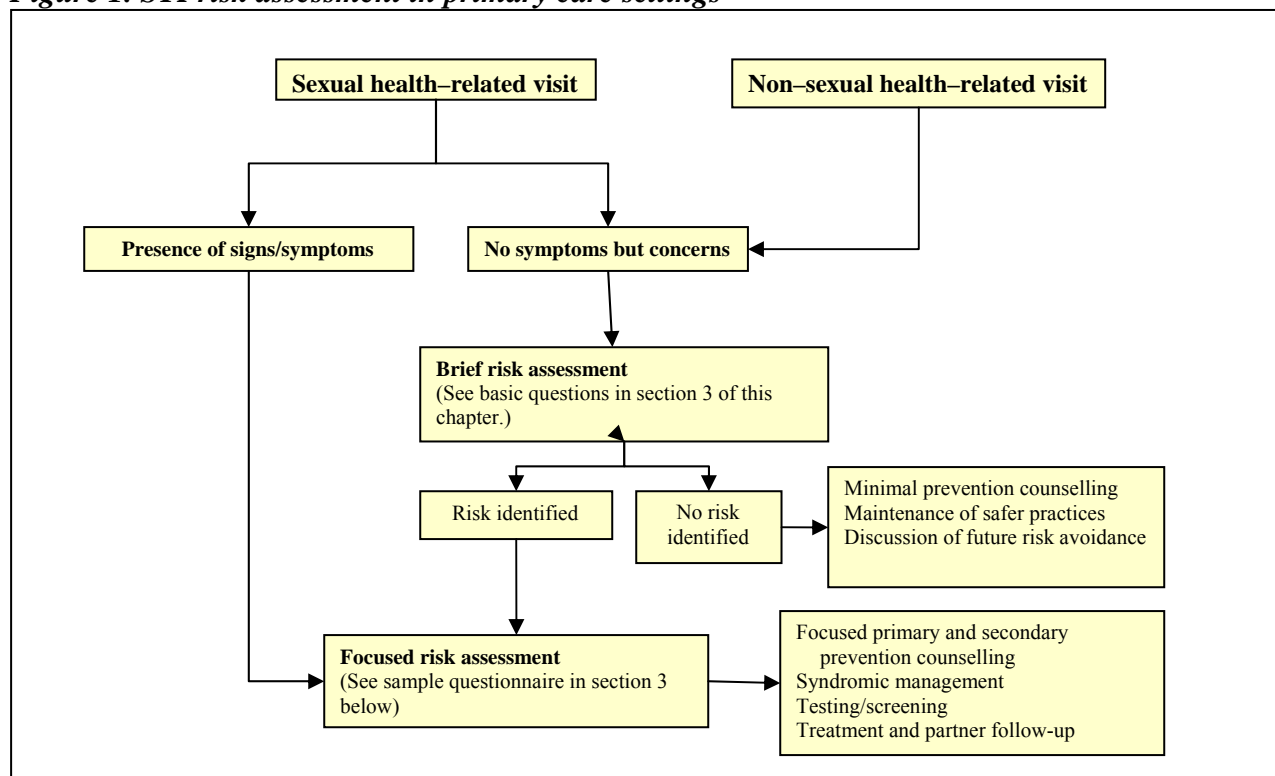 Figure 1. STI risk assessment in primary care settings
Sexual health–related visit
Non–sexual health–related visit
Presence of signs/symptoms
No symptoms but concerns
Brief risk assessment
(See basic questions in section 3 of this
chapter.)
Risk identified
No risk
identified
Minimal prevention counselling
Maintenance of safer practices
Discussion of future risk avoidance
Focused risk assessment
(See sample questionnaire in section 3
below)
Focused primary and secondary
prevention counselling
Syndromic management
Testing/screening
Treatment and partner follow-up